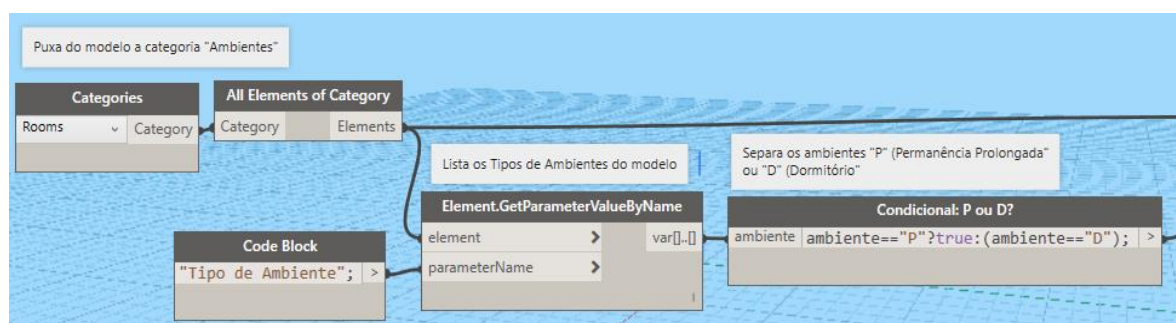 Puxa do modelo a categoria "Ambientes"
Categories
Rooms
Category
All Elements of Category
Category
Elements
Lista os Tipos de Ambientes do modelo
Separa os ambientes "P" (Permanência Prolongada"
ou "D" (Dormitório"
Code Block
"Tipo de Ambiente"; >
Element.GetParameterValueByName
element > var[]..[]
parameterName >
Condicional: P ou D?
ambiente ambiente=="P"?true:(ambiente=="D"); >